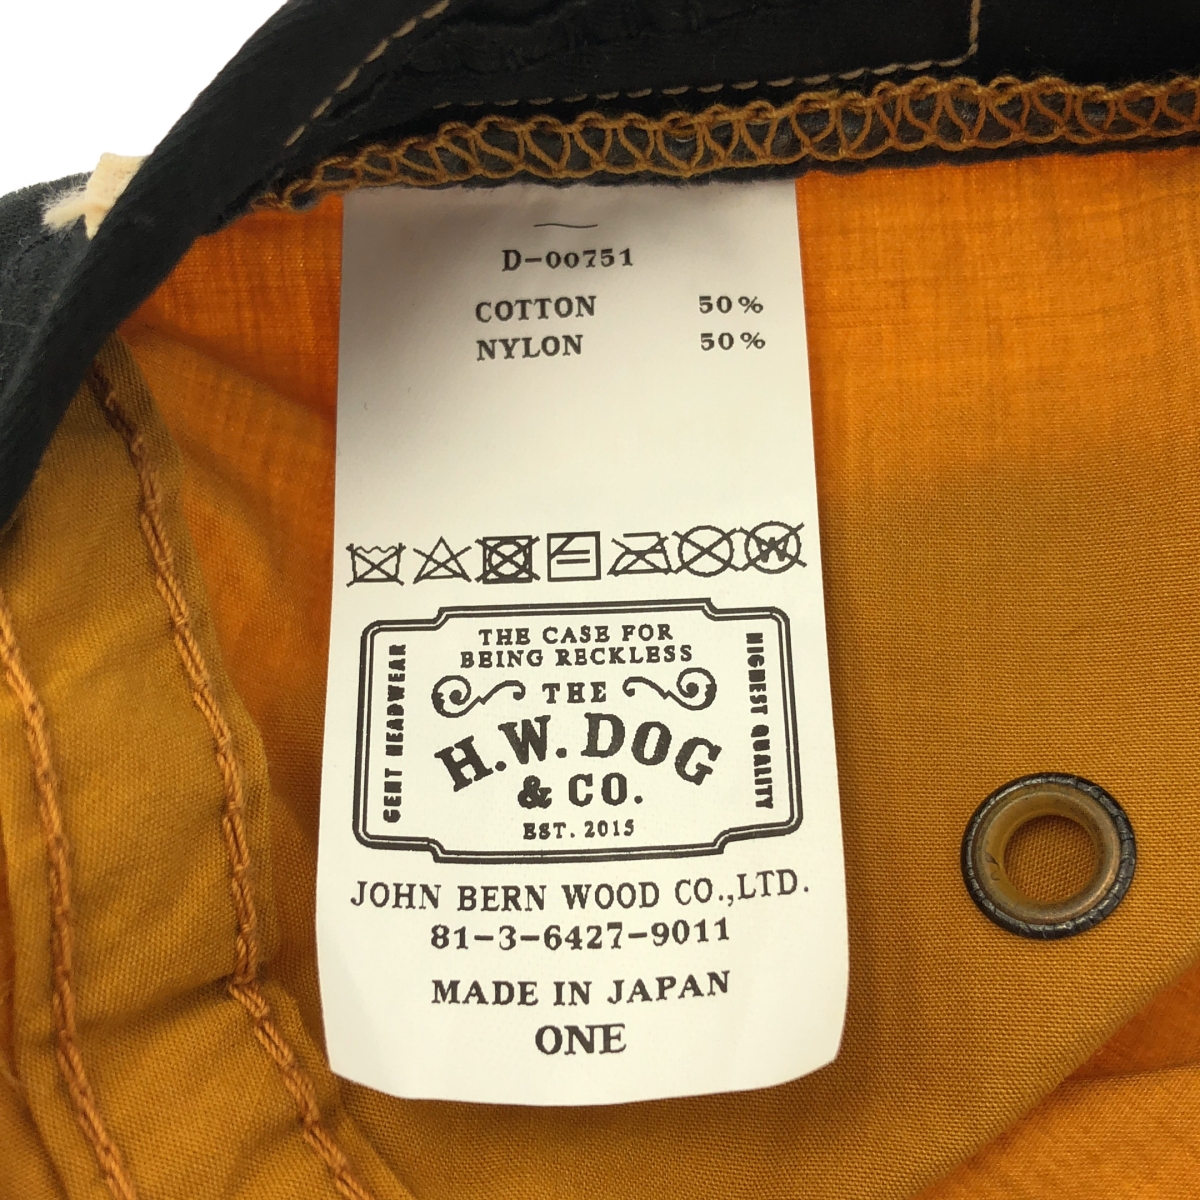 D-00751
COTTON 50%
NYLON 50%
W
THE CASE FOR
BEING RECKLESS
GENT HEADWEAR
HIGHEST QUALITY
THE
H.W. DOG
& CO.
EST. 2015
JOHN BERN WOOD CO.,LTD.
81-3-6427-9011
MADE IN JAPAN
ONE